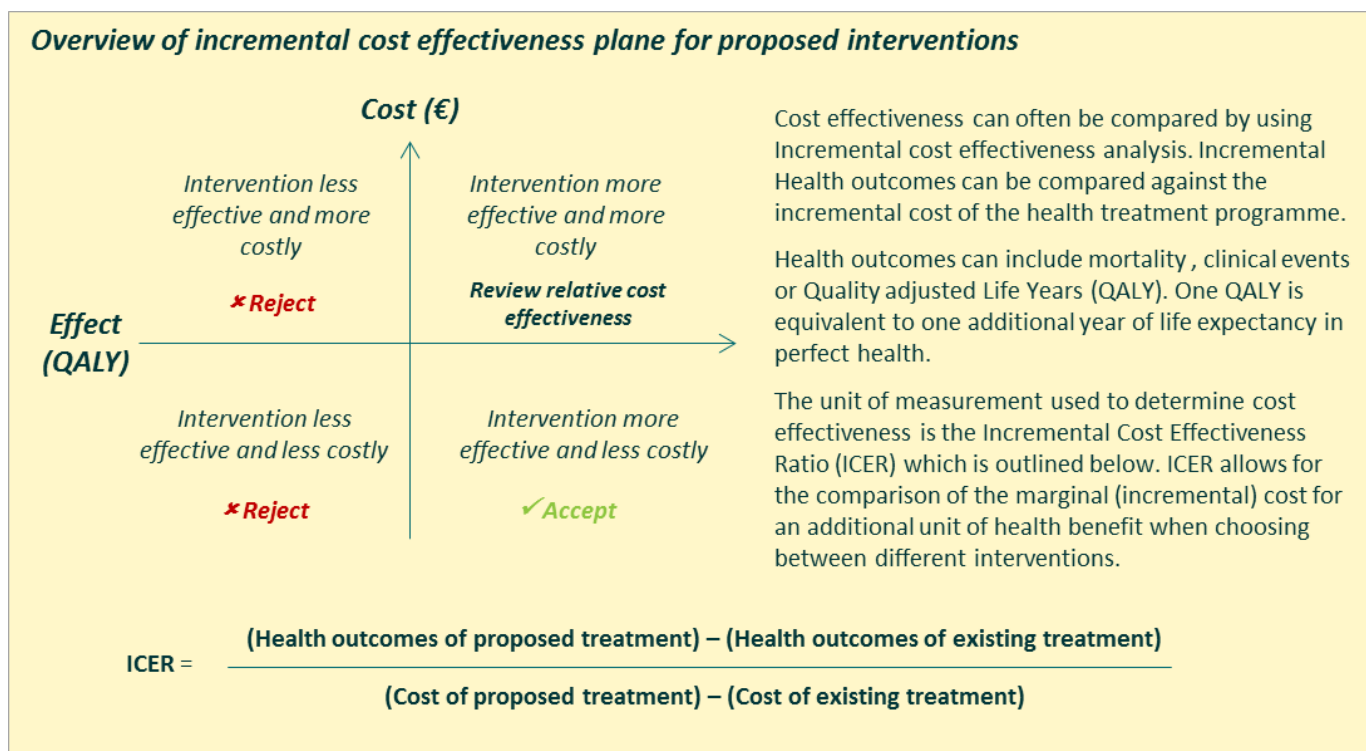 Overview of incremental cost effectiveness plane for proposed interventions
Cost (€)
Intervention less
effective and more
costly
✘Reject
Intervention more
effective and more
costly
Review relative cost
effectiveness
Effect
(QALY)
Intervention less
effective and less costly
✘Reject
Intervention more
effective and less costly
✓Accept
Cost effectiveness can often be compared by using
Incremental cost effectiveness analysis. Incremental
Health outcomes can be compared against the
incremental cost of the health treatment programme.
Health outcomes can include mortality , clinical events
or Quality adjusted Life Years (QALY). One QALY is
equivalent to one additional year of life expectancy in
perfect health.
The unit of measurement used to determine cost
effectiveness is the Incremental Cost Effectiveness
Ratio (ICER) which is outlined below. ICER allows for
the comparison of the marginal (incremental) cost for
an additional unit of health benefit when choosing
between different interventions.
ICER =
(Health outcomes of proposed treatment) – (Health outcomes of existing treatment)
(Cost of proposed treatment) – (Cost of existing treatment)